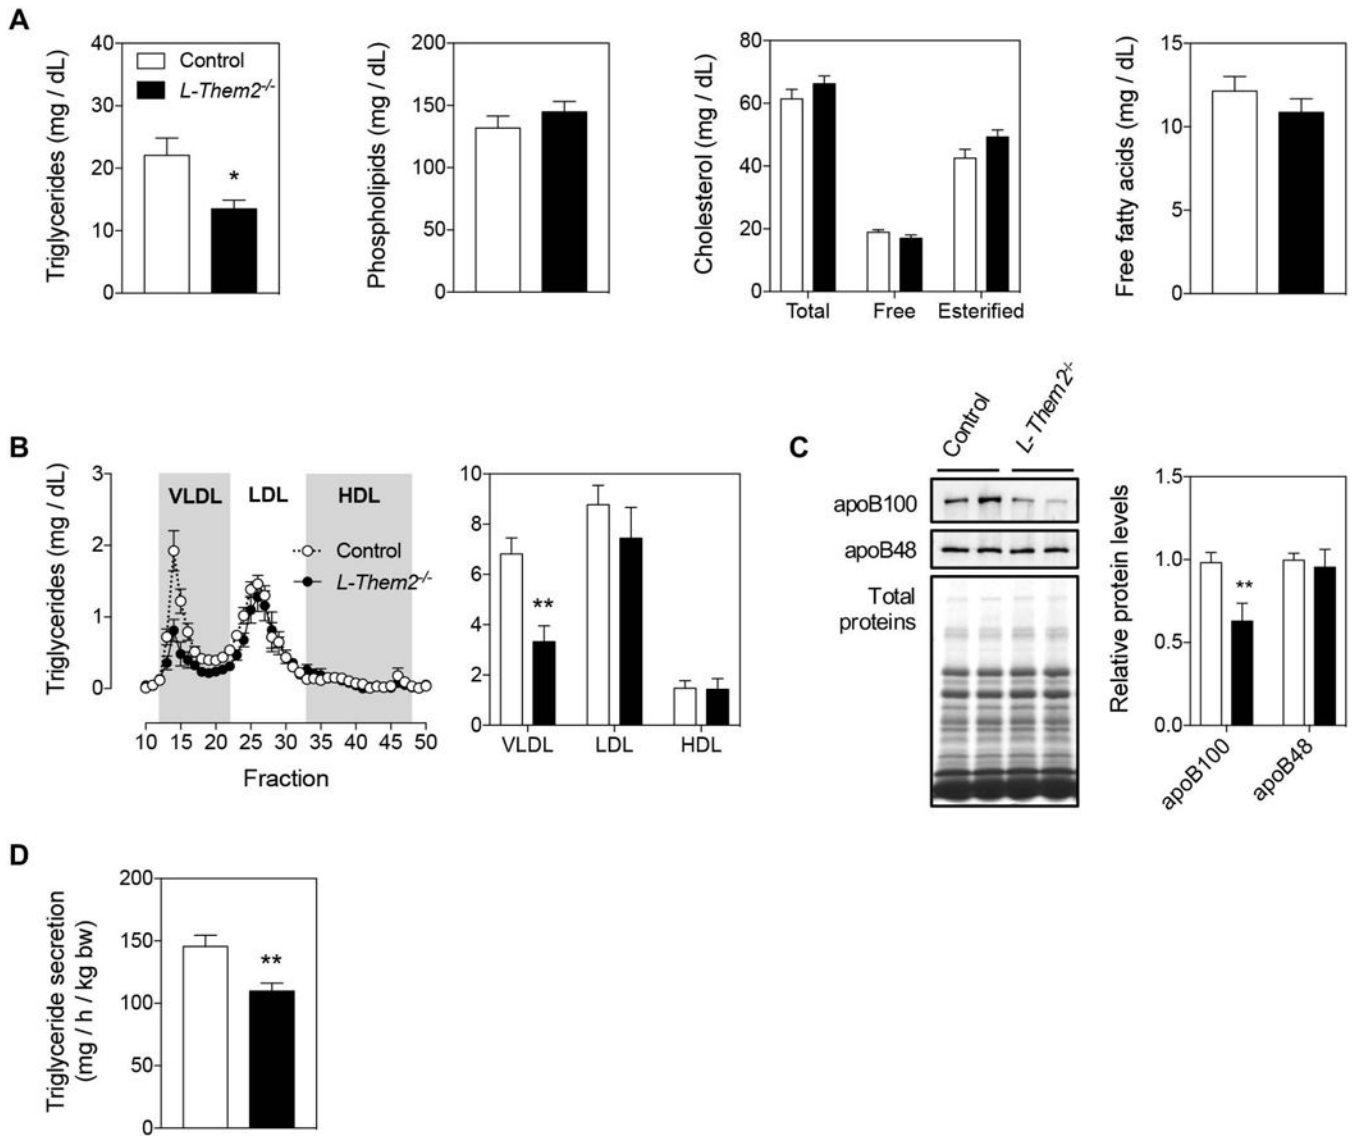 A
Triglycerides (mg / dL)
40
30
20
10
0
Control
L-Them2-/-
*
Phospholipids (mg / dL)
200
150
100
50
0
Cholesterol (mg / dL)
80
60
40
20
0
Total Free Esterified
Free fatty acids (mg / dL)
15
10
5
0
B
Triglycerides (mg / dL)
3
2
1
0
VLDL LDL HDL
Control
L-Them2-/-
10 15 20 25 30 35 40 45 50
Fraction
10
8
6
4
2
0
**
VLDL LDL HDL
C
Control
L-Them2-/-
apoB100
apoB48
Total
proteins
Relative protein levels
1.5
1.0
0.5
0.0
**
apoB100
apoB48
D
Triglyceride secretion
(mg / h / kg bw)
200
150
100
50
0
**